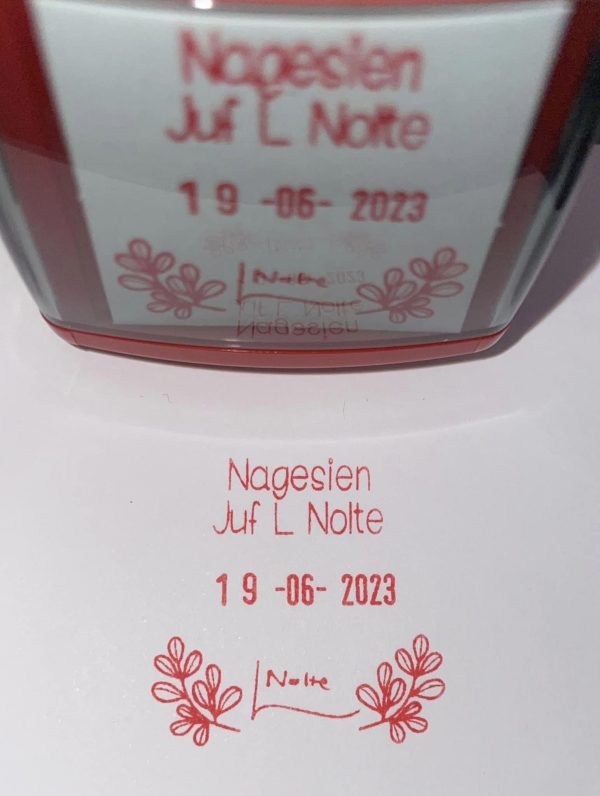 Nagesien
Juf L Nolte
19 -06- 2023
L Nolte
Nagesien
Juf L Nolte
19 -06- 2023
L Nolte